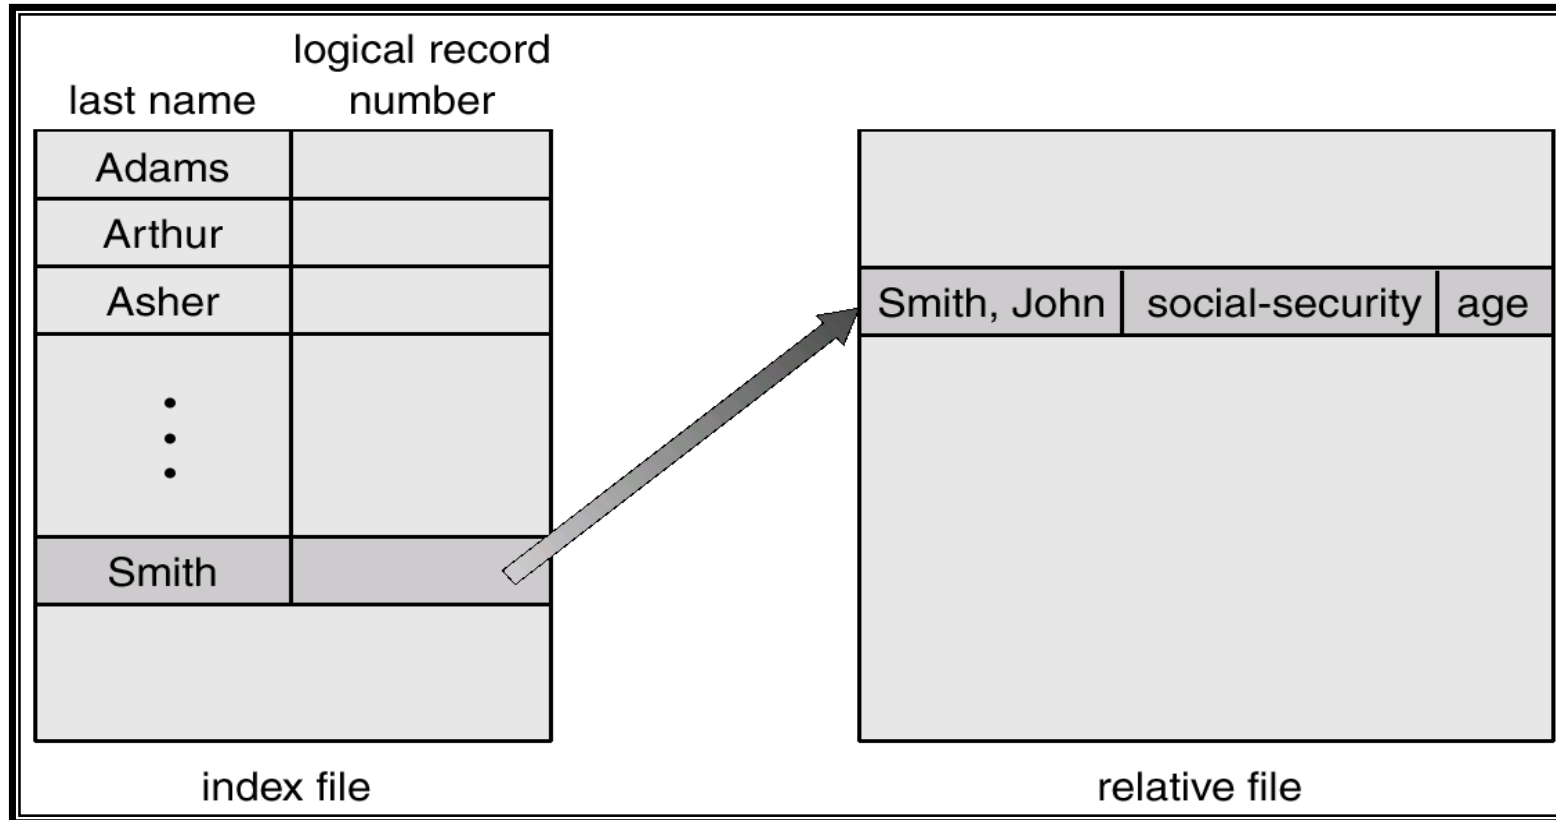 logical record
last name number
Adams
Arthur
Asher
Smith, John social-security age
Smith
index file relative file